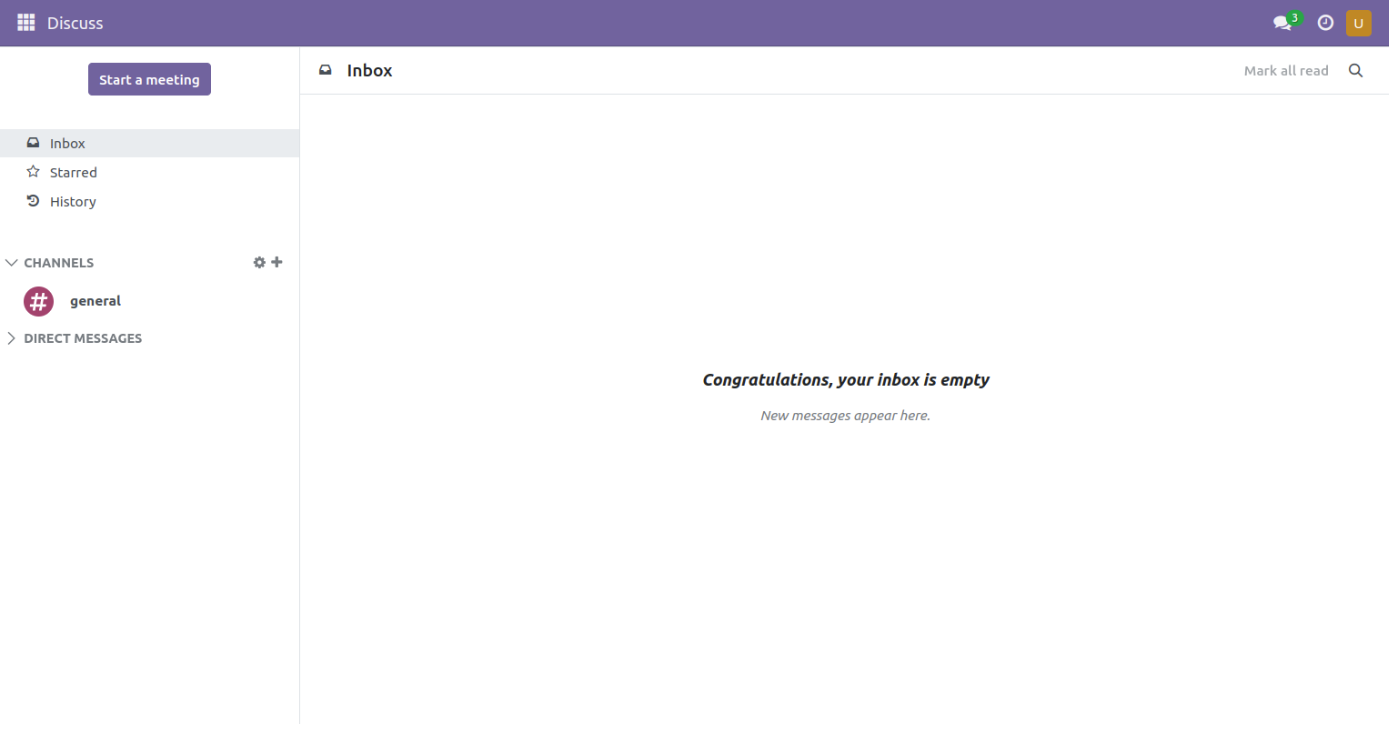 Discuss
3
U
Start a meeting
Inbox
Mark all read
Inbox
Starred
History
CHANNELS
general
DIRECT MESSAGES
Congratulations, your inbox is empty
New messages appear here.